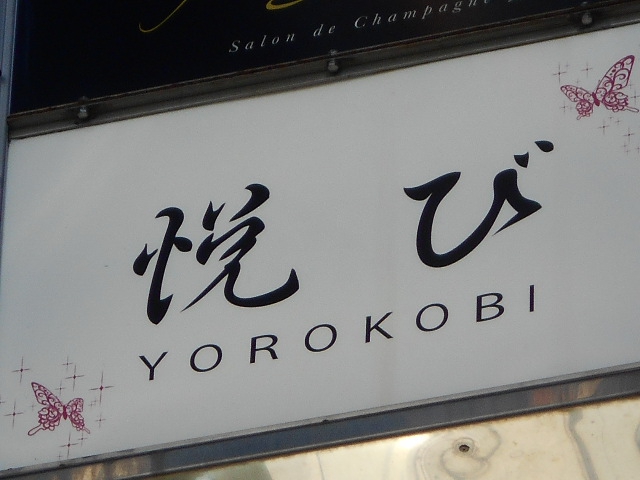 Salon de Champagne
悦び
YOROKOBI